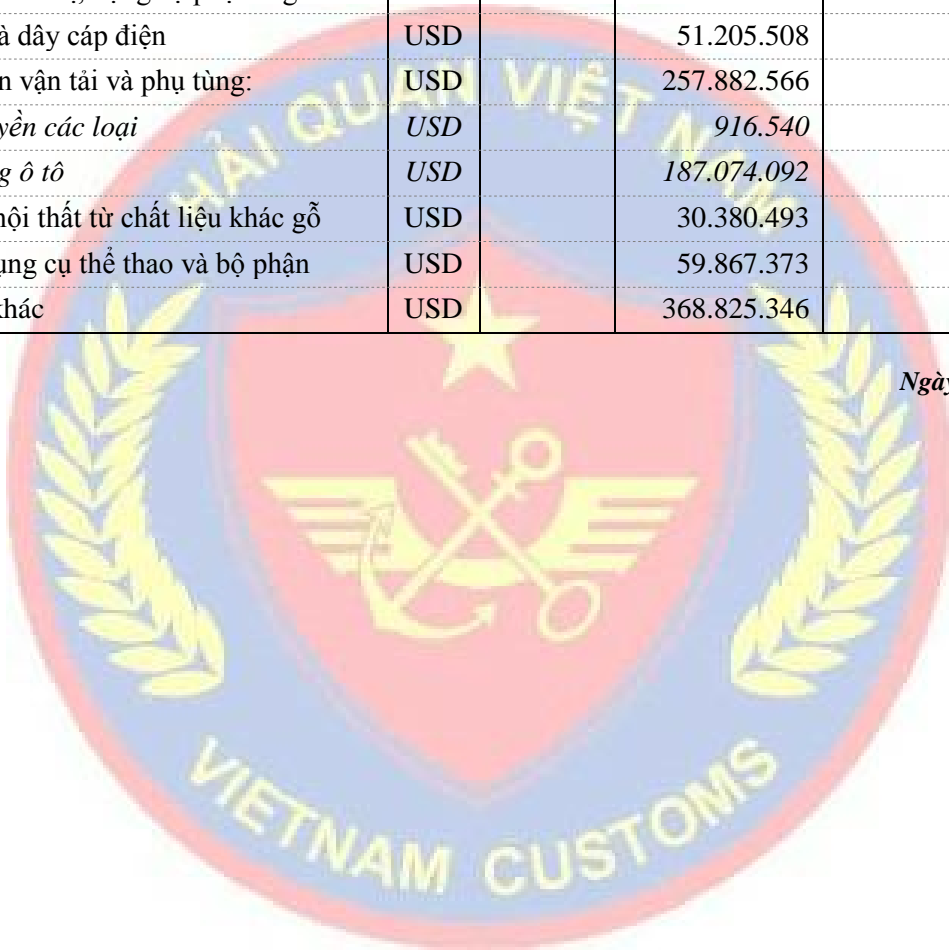 à dây cáp điện USD 51.205.508
n vận tải và phụ tùng: USD 257.882.566
yền các loại USD 916.540
g ô tô USD 187.074.092
nội thất từ chất liệu khác gỗ USD 30.380.493
ụng cụ thể thao và bộ phận USD 59.867.373
khác USD 368.825.346
Ngày
HẢI QUAN VIỆT NAM
VIETNAM CUSTOMS